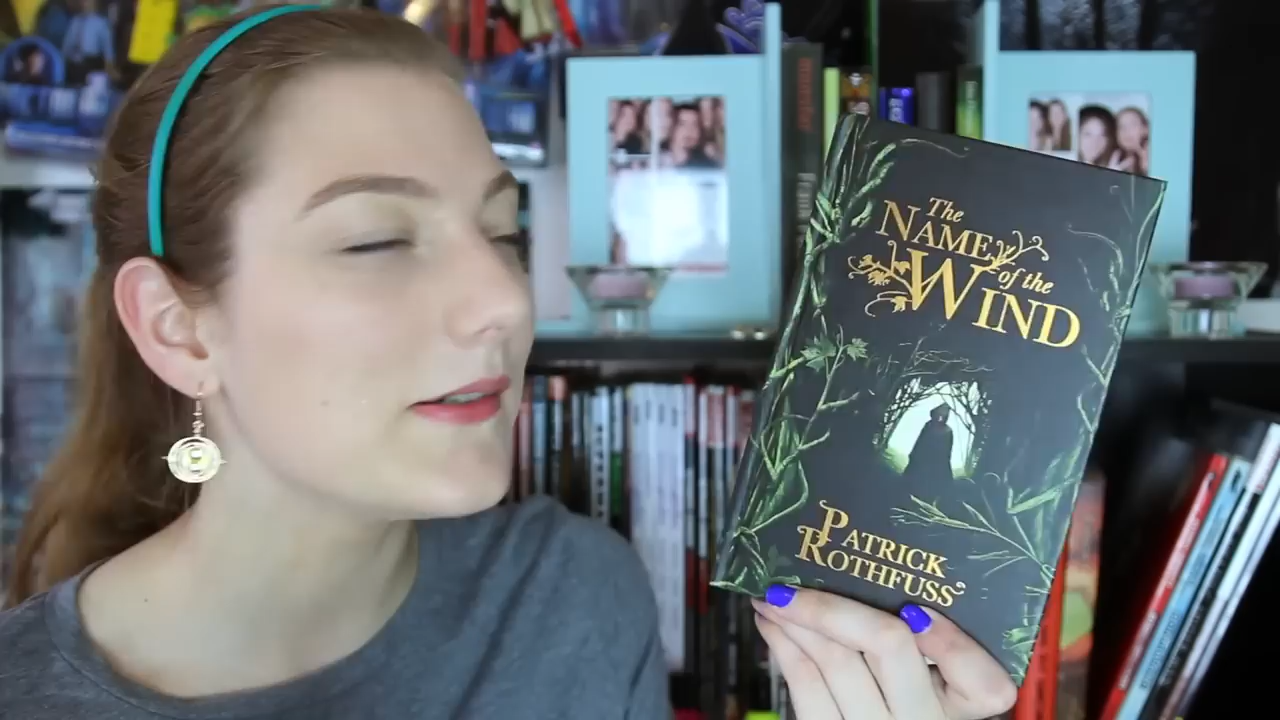 The
NAME
of the
WIND
PATRICK
ROTHFUSS